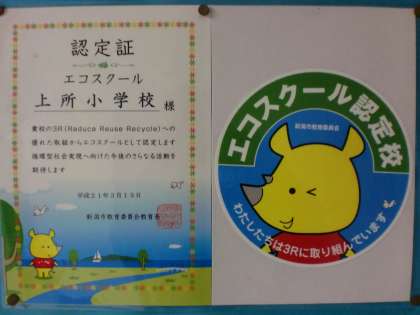 認定証
エコスクール
上所小学校 様
貴校の3R(Raduce Reuse Recycle)への
優れた取組からエコスクールとして認定します
循環型社会実現へ向けた今後のさらなる活動を
期待します
平成21年3月13日
新潟市教育委員会教育長
エコスクール認定校
新潟市教育委員会
わたしたちは3Rに取り組んでいます